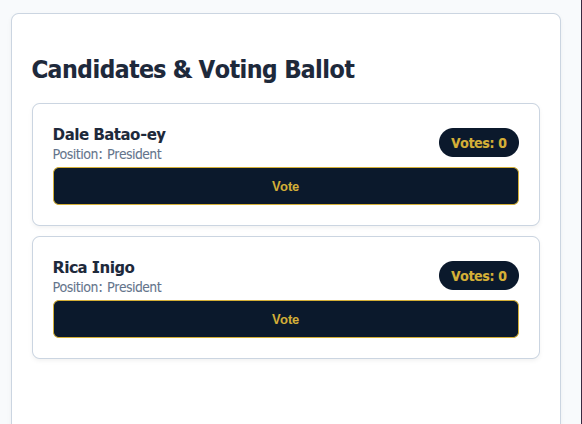 Candidates & Voting Ballot
Dale Batao-ey
Position: President
Votes: 0
Vote
Rica Inigo
Position: President
Votes: 0
Vote